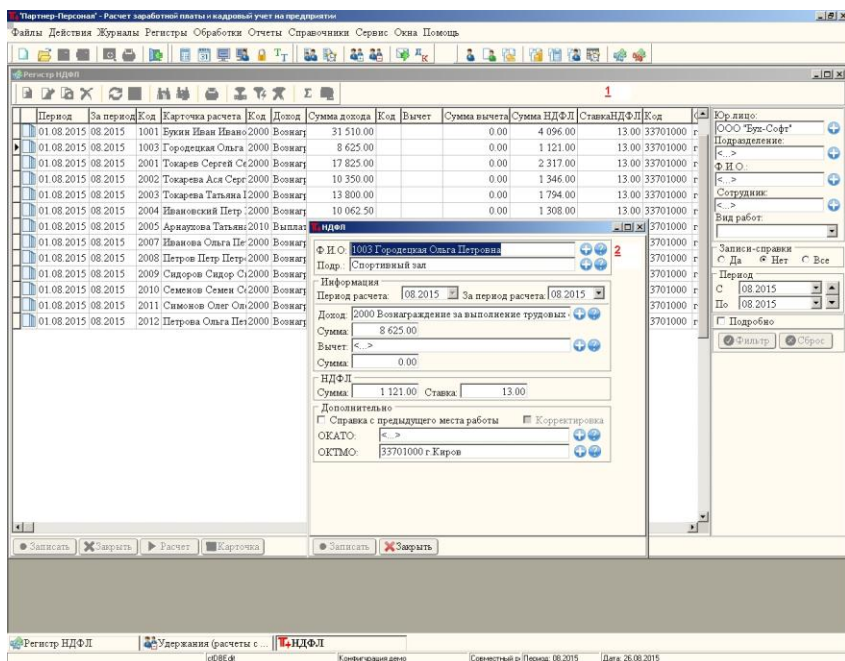 "Партнер-Персонал" - Расчет заработной платы и кадровый учет на предприятии
Файлы Действия Журналы Регистры Обработки Отчеты Справочники Сервис Окна Помощь
Регистр НДФЛ
1
Период За период Код Карточка расчета Код Доход Сумма дохода Код Вычет Сумма вычета Сумма НДФЛ СтавкаНДФЛ Код
01.08.2015 08.2015 1001 Букин Иван Ивано 2000 Вознагр 31 510.00 0.00 4 096.00 13.00 33701000 г
01.08.2015 08.2015 1003 Городецкая Ольга 2000 Вознагр 8 625.00 0.00 1 121.00 13.00 33701000 г
01.08.2015 08.2015 2001 Токарев Сергей Се 2000 Вознагр 17 825.00 0.00 2 317.00 13.00 33701000 г
01.08.2015 08.2015 2002 Токарева Ася Серг 2000 Вознагр 10 350.00 0.00 1 346.00 13.00 33701000 г
01.08.2015 08.2015 2003 Токарева Татьяна 2000 Вознагр 13 800.00 0.00 1 794.00 13.00 33701000 г
01.08.2015 08.2015 2004 Ивановский Петр 2000 Вознагр 10 062.50 0.00 1 308.00 13.00 33701000 г
01.08.2015 08.2015 2005 Арнаухова Татьян 2010 Выплат 3701000 г
01.08.2015 08.2015 2007 Иванова Ольга Пе 2000 Вознагр 3701000 г
01.08.2015 08.2015 2008 Петров Петр Петр 2000 Вознагр 3701000 г
01.08.2015 08.2015 2009 Сидоров Сидор С 2000 Вознагр 3701000 г
01.08.2015 08.2015 2010 Семенов Семен С 2000 Вознагр 3701000 г
01.08.2015 08.2015 2011 Симонов Олег Ол 2000 Вознагр 3701000 г
01.08.2015 08.2015 2012 Петрова Ольга Пе 2000 Вознагр 3701000 г
Юр.лицо:
ООО "Бух-Софт"
Подразделение:
<...>
Ф.И.О.:
<...>
Сотрудник:
<...>
Вид работ:
Записи-справки
Да Нет Все
Период
С 08.2015
По 08.2015
Подробно
Фильтр Сброс
НДФЛ
Ф.И.О: 1003 Городецкая Ольга Петровна 2
Подр.: Спортивный зал
Информация
Период расчета: 08.2015 За период расчета: 08.2015
Доход: 2000 Вознаграждение за выполнение трудовых
Сумма: 8 625.00
Вычет: <...>
Сумма: 0.00
НДФЛ
Сумма: 1 121.00 Ставка: 13.00
Дополнительно
Справка с предыдущего места работы Корректировка
ОКАТО: <...>
ОКТМО: 33701000 г.Киров
Записать Закрыть Расчет Карточка
Записать Закрыть
Регистр НДФЛ Удержания (расчеты с ... НДФЛ
ctDBEdit Конфигурация демо Совместный р Период: 08.2015 Дата: 26.08.2015